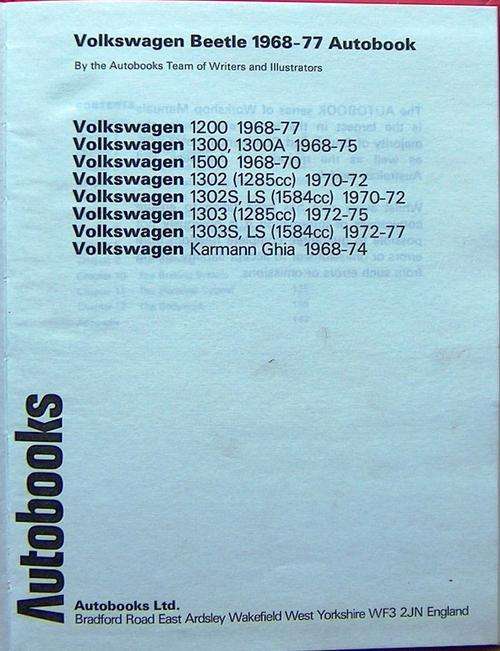 Volkswagen Beetle 1968-77 Autobook
By the Autobooks Team of Writers and Illustrators
Volkswagen 1200 1968-77
Volkswagen 1300, 1300A 1968-75
Volkswagen 1500 1968-70
Volkswagen 1302 (1285cc) 1970-72
Volkswagen 1302S, LS (1584cc) 1970-72
Volkswagen 1303 (1285cc) 1972-75
Volkswagen 1303S, LS (1584cc) 1972-77
Volkswagen Karmann Ghia 1968-74
Autobooks
Autobooks Ltd.
Bradford Road East Ardsley Wakefield West Yorkshire WF3 2JN England